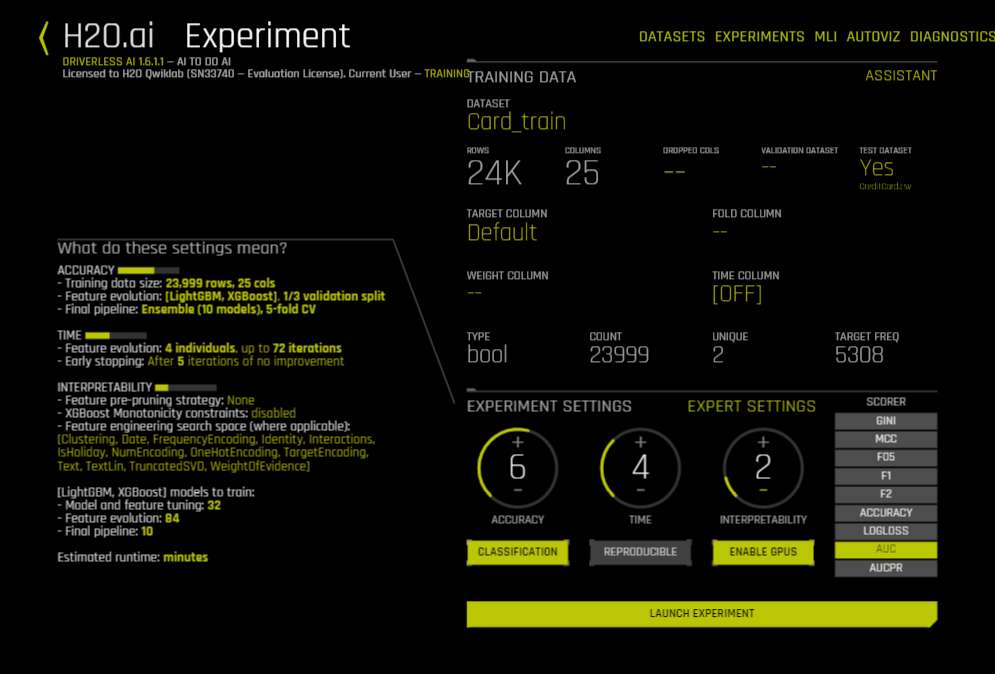 H2O.ai Experiment
DATASETS EXPERIMENTS MLI AUTOVIZ DIAGNOSTICS
DRIVERLESS AI 1.6.1.1 – AI TO DO AI
Licensed to H2O Qwiklab (SN33740 – Evaluation License). Current User – TRAINING
TRAINING DATA
ASSISTANT
DATASET
Card_train
ROWS COLUMNS DROPPED COLS VALIDATION DATASET TEST DATASET
24K 25 -- -- Yes
CreditCard.csv
TARGET COLUMN FOLD COLUMN
Default --
WEIGHT COLUMN TIME COLUMN
-- [OFF]
TYPE COUNT UNIQUE TARGET FREQ
bool 23999 2 5308
What do these settings mean?
ACCURACY
- Training data size: 23,999 rows, 25 cols
- Feature evolution: [LightGBM, XGBoost], 1/3 validation split
- Final pipeline: Ensemble (10 models), 5-fold CV
TIME
- Feature evolution: 4 individuals, up to 72 iterations
- Early stopping: After 5 iterations of no improvement
INTERPRETABILITY
- Feature pre-pruning strategy: None
- XGBoost Monotonicity constraints: disabled
- Feature engineering search space (where applicable):
[Clustering, Date, FrequencyEncoding, Identity, Interactions,
IsHoliday, NumEncoding, OneHotEncoding, TargetEncoding,
Text, TextLin, TruncatedSVD, WeightOfEvidence]
[LightGBM, XGBoost] models to train:
- Model and feature tuning: 32
- Feature evolution: 84
- Final pipeline: 10
Estimated runtime: minutes
EXPERIMENT SETTINGS EXPERT SETTINGS
+ + +
6 4 2
- - -
ACCURACY TIME INTERPRETABILITY
CLASSIFICATION REPRODUCIBLE ENABLE GPUS
SCORER
GINI
MCC
F05
F1
F2
ACCURACY
LOGLOSS
AUC
AUCPR
LAUNCH EXPERIMENT